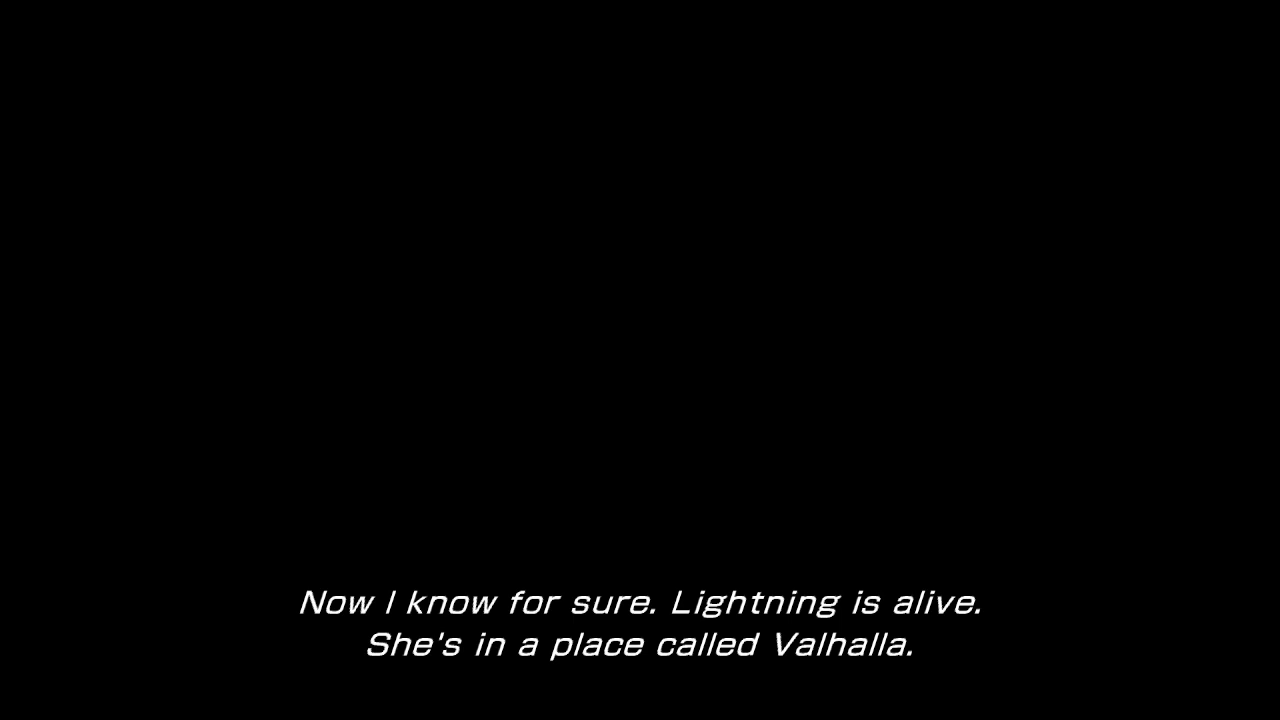 Now I know for sure. Lightning is alive.
She's in a place called Valhalla.